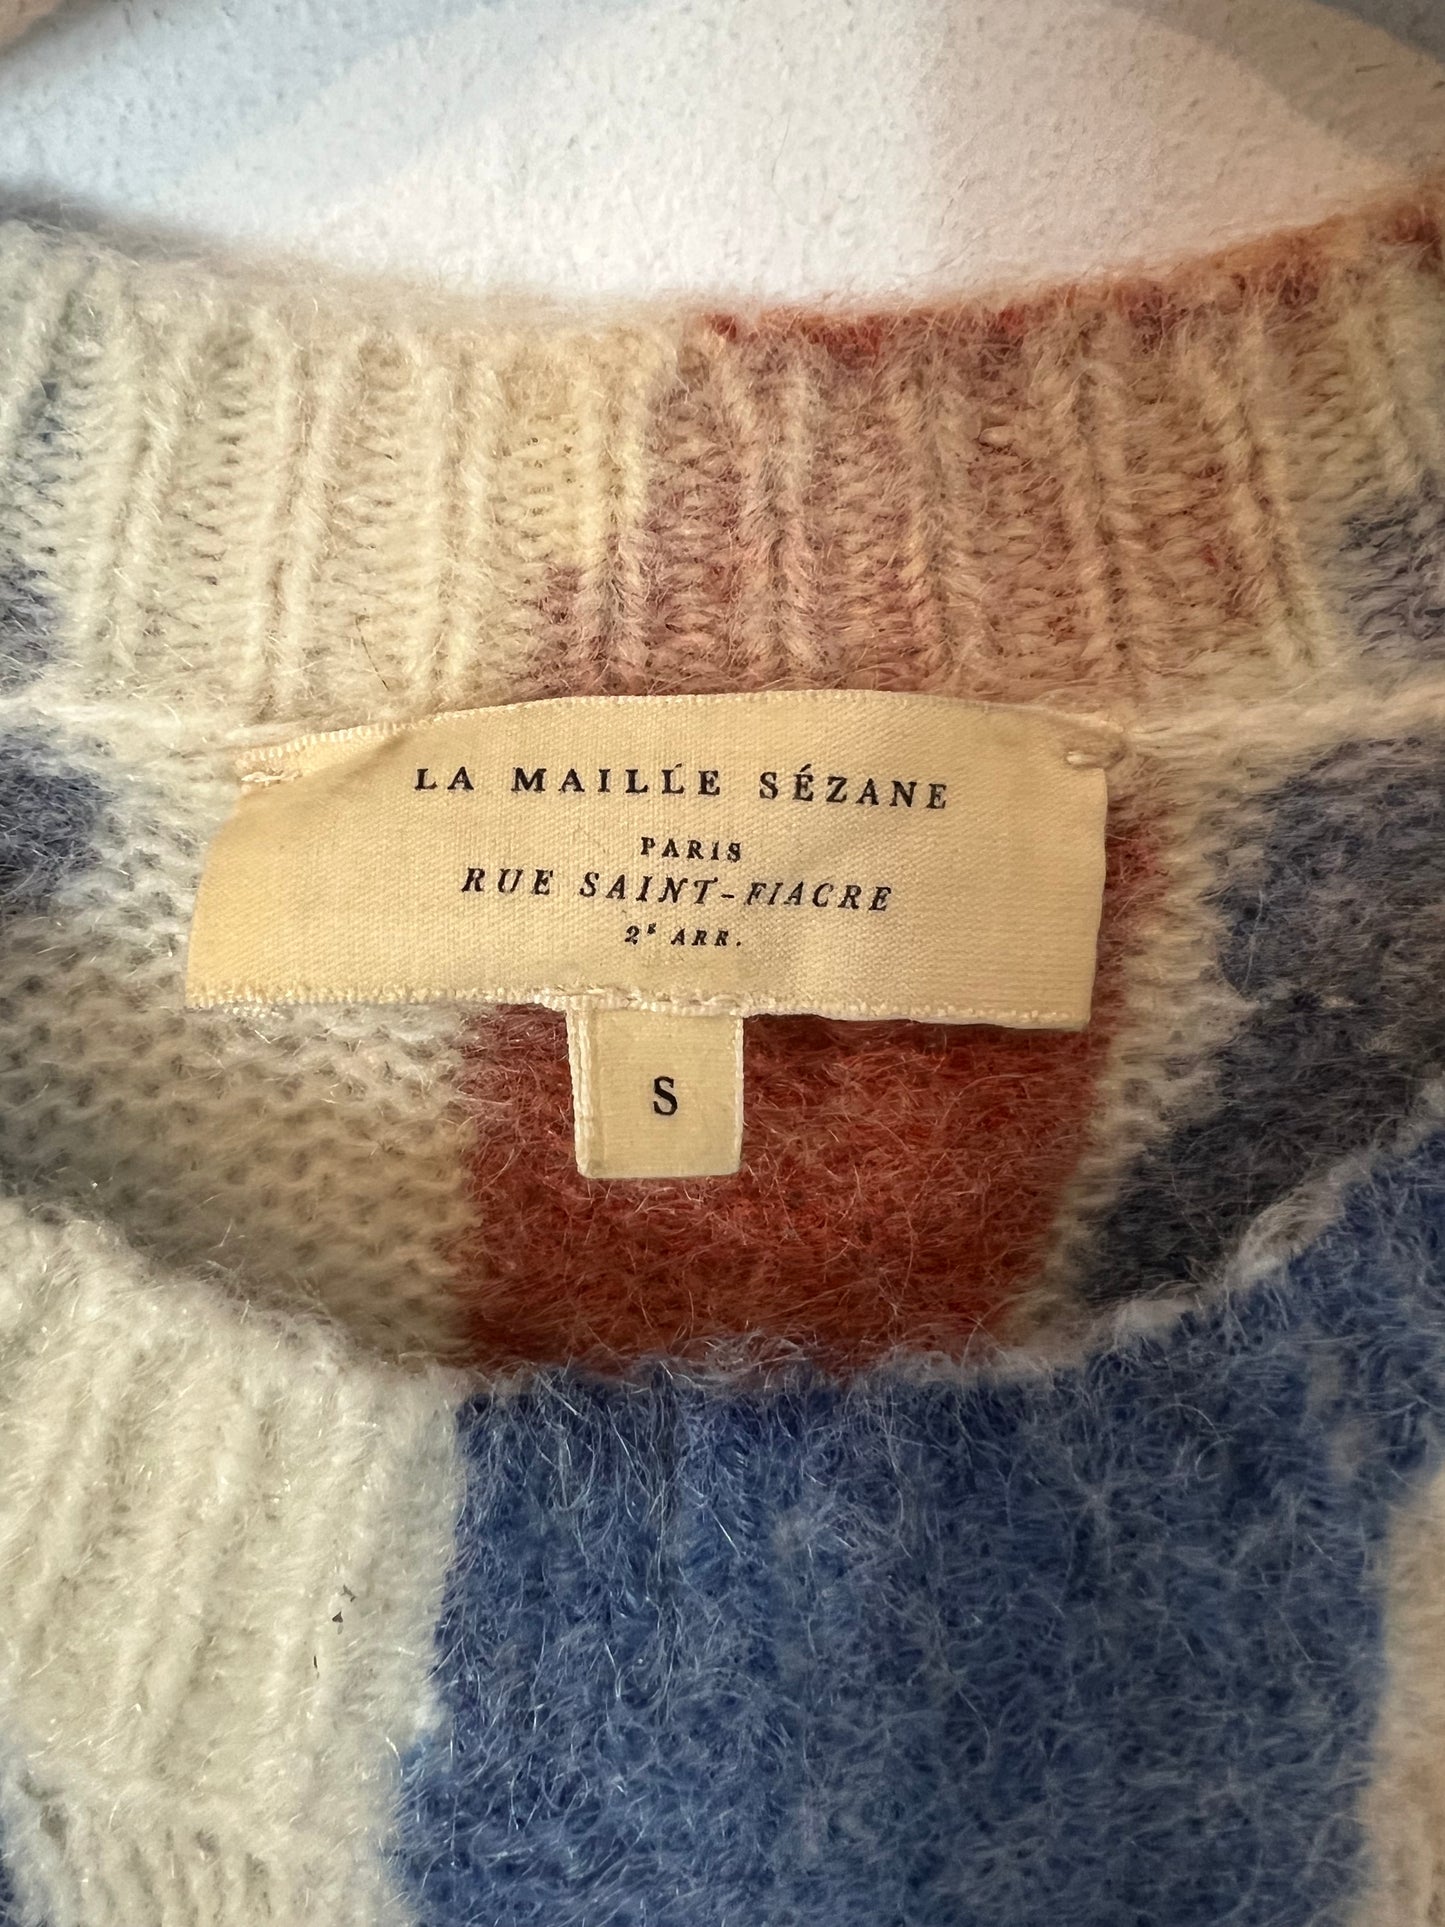 LA MAILLE SÉZANE
PARIS
RUE SAINT-FIACRE
2ᴱ ARR.
S